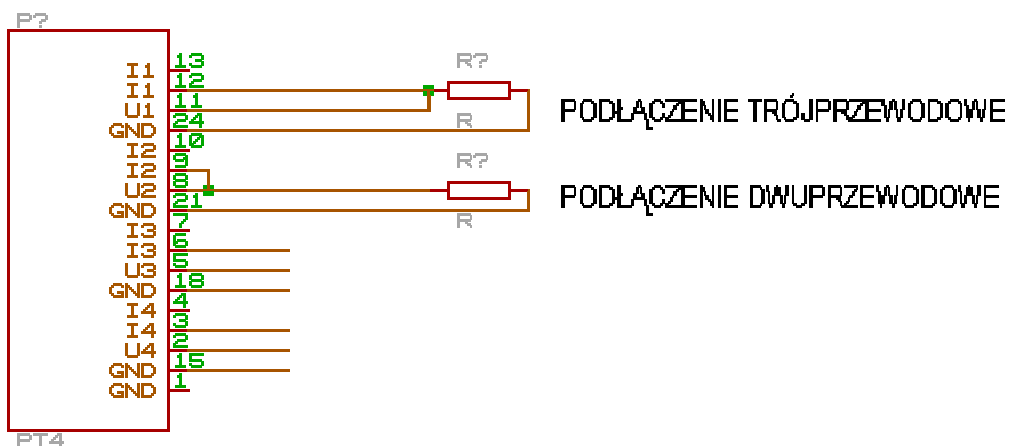 P?
I1 13
I1 12
U1 11
GND 24
I2 10
I2 9
U2 8
GND 21
I3 7
I3 6
U3 5
GND 18
I4 4
I4 3
U4 2
GND 15
GND 1
PT4
R?
R
PODŁĄCZENIE TRÓJPRZEWODOWE
R?
R
PODŁĄCZENIE DWUPRZEWODOWE